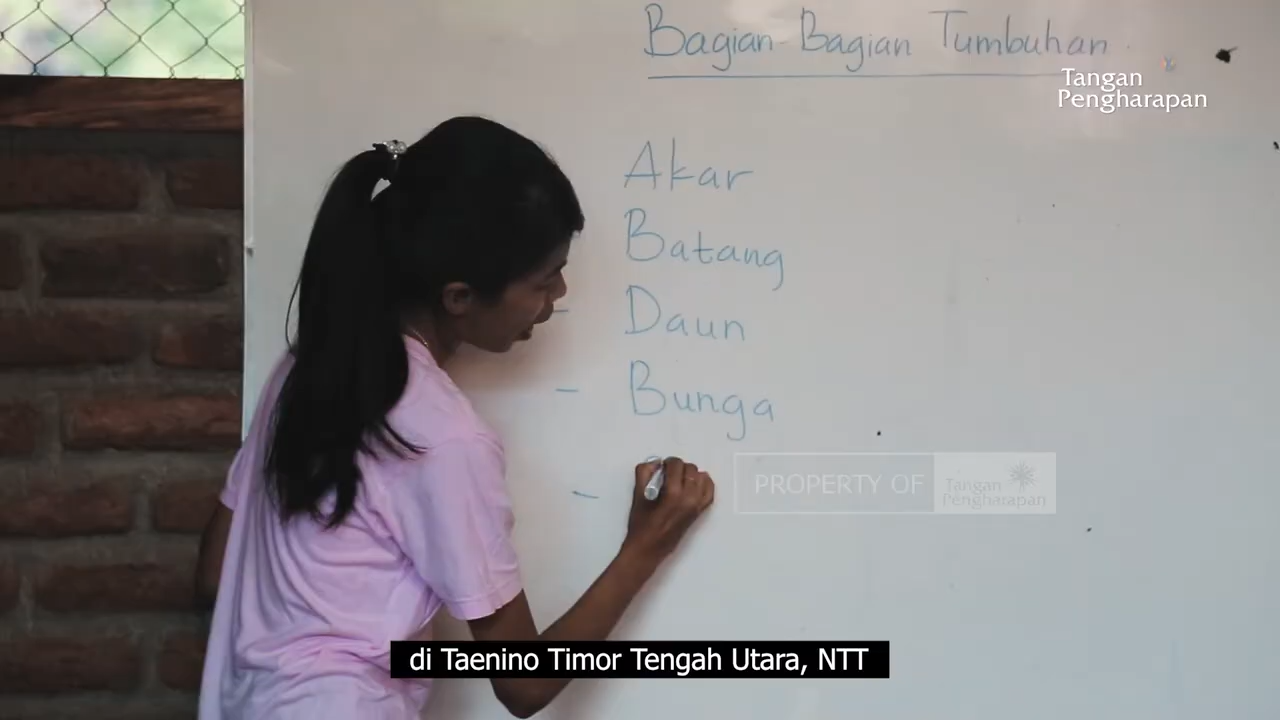 Bagian-Bagian Tumbuhan
Tangan
Pengharapan
Akar
Batang
- Daun
- Bunga
-
PROPERTY OF
Tangan
Pengharapan
di Taenino Timor Tengah Utara, NTT